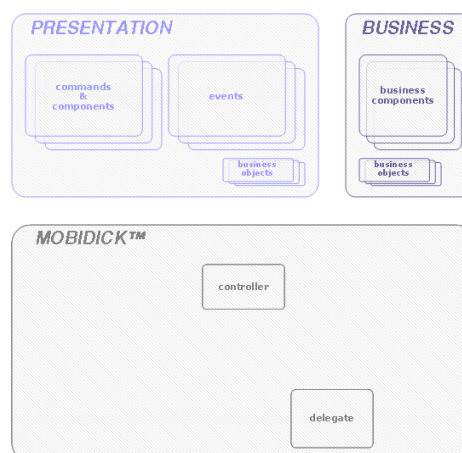 PRESENTATION
commands
&
components
events
business
objects
BUSINESS
business
components
business
objects
MOBIDICK™
controller
delegate